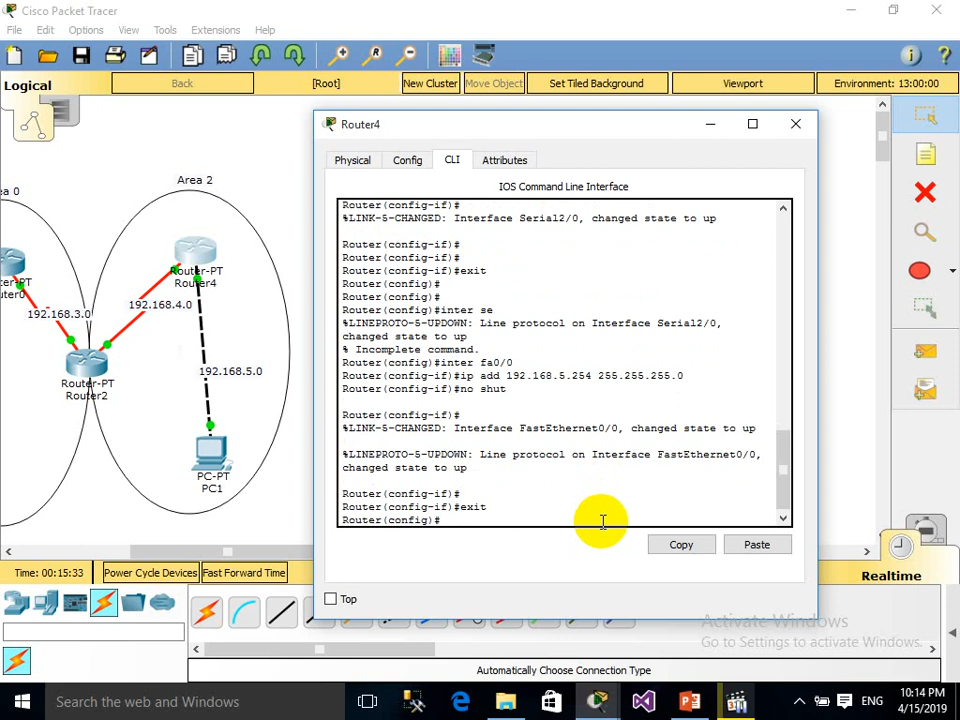 Cisco Packet Tracer
File Edit Options View Tools Extensions Help
Logical Back [Root] New Cluster Move Object Set Tiled Background Viewport Environment: 13:00:00
Area 2
Router-PT
Router4
192.168.4.0
192.168.3.0
Router-PT
Router2
192.168.5.0
PC-PT
PC1
Router4
Physical Config CLI Attributes
IOS Command Line Interface
Router(config-if)#
%LINK-5-CHANGED: Interface Serial2/0, changed state to up
Router(config-if)#
Router(config-if)#
Router(config-if)#exit
Router(config)#
Router(config)#
Router(config)#inter se
%LINEPROTO-5-UPDOWN: Line protocol on Interface Serial2/0,
changed state to up
% Incomplete command.
Router(config)#inter fa0/0
Router(config-if)#ip add 192.168.5.254 255.255.255.0
Router(config-if)#no shut
Router(config-if)#
%LINK-5-CHANGED: Interface FastEthernet0/0, changed state to up
%LINEPROTO-5-UPDOWN: Line protocol on Interface FastEthernet0/0,
changed state to up
Router(config-if)#
Router(config-if)#exit
Router(config)#
Copy Paste
Top
Time: 00:15:33 Power Cycle Devices Fast Forward Time Realtime
Automatically Choose Connection Type
Activate Windows
Go to Settings to activate Windows.
Search the web and Windows
ENG
10:14 PM
4/15/2019